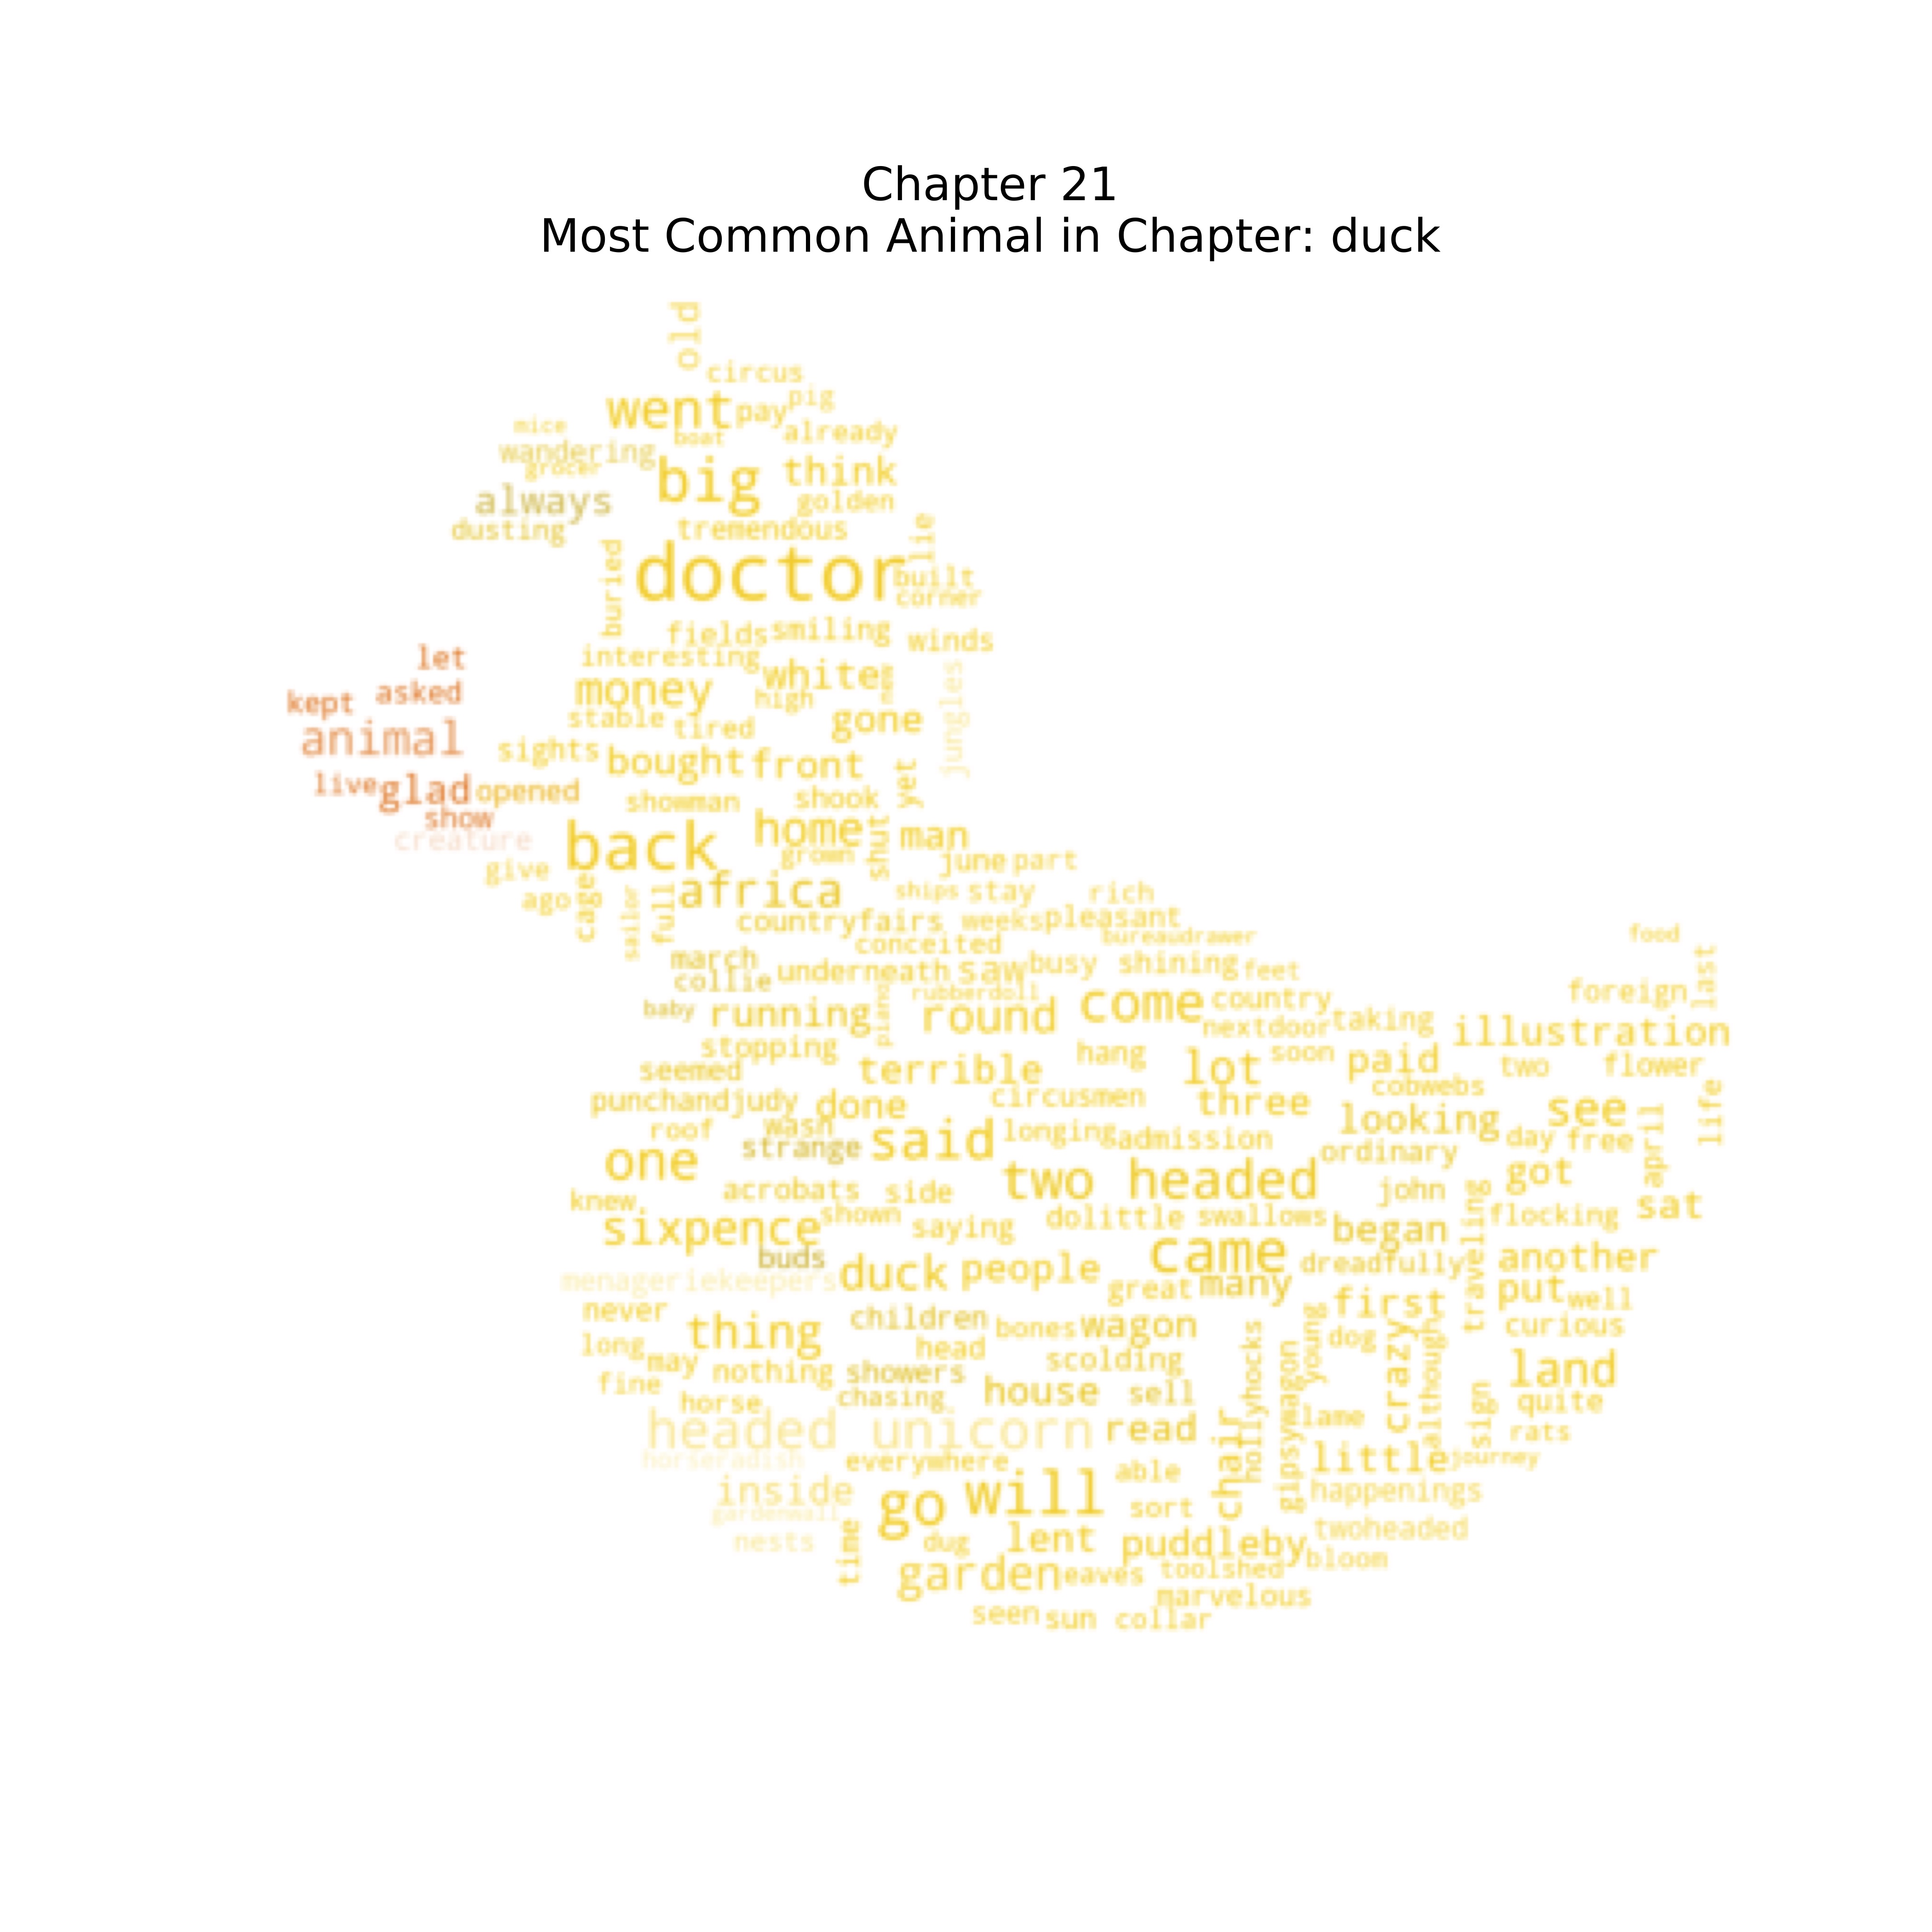 Chapter 21
Most Common Animal in Chapter: duck
old
circus
went pay pig
mice boat already
wandering
grocer big think
always golden
dusting tremendous lie
buried doctor built
corner
fields smiling winds
let interesting white
kept asked money high jungles
animal stable tired gone
sights bought front yet
live glad opened showman shook
show back home shut man
creature grown june part
give africa ships stay rich
ago cage sailor full countryfairs weeks pleasant
conceited bureaudrawer food
march underneath saw busy shining feet last
collie rubberdoll come country foreign
baby running piano round nextdoor taking illustration
stopping hang lot soon paid two flower
seemed terrible cobwebs
punchandjudy done circusmen three looking see life
roof wash longing admission day free april
strange said ordinary
one two headed got
acrobats side john
knew shown dolittle swallows traveling flocking sat
sixpence saying began
buds came dreadfully another
menageriekeepers duck people great many put well
never children first curious
thing bones wagon young dog crazy although
long head
may nothing showers scolding land
fine chasing house sell hollyhocks gipsywagon sign quite
horse
headed unicorn read chair lame rats
horseradish everywhere little journey
inside able happenings
gardenwall go will sort
nests time dug lent puddleby twoheaded
garden eaves toolshed bloom
marvelous
seen sun collar